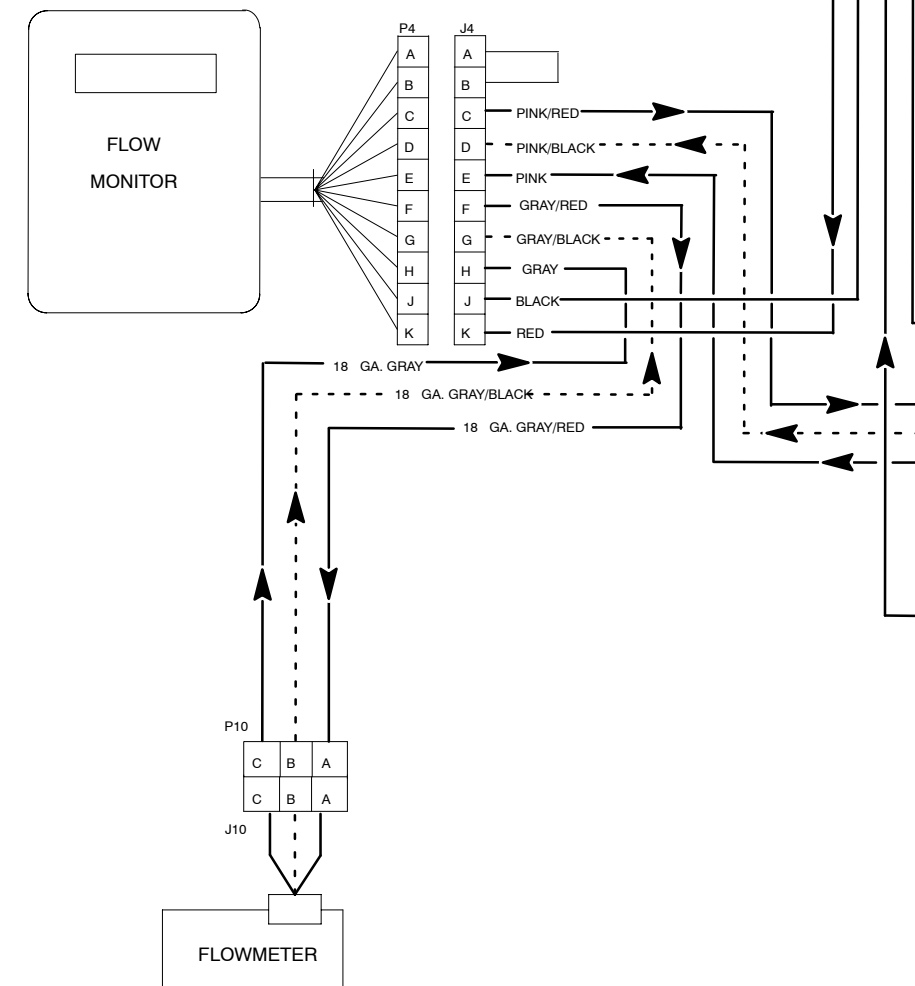 P4
J4
A
A
B
B
C
C
PINK/RED
D
D
PINK/BLACK
E
E
PINK
F
F
GRAY/RED
G
G
GRAY/BLACK
H
H
GRAY
J
J
BLACK
K
K
RED
FLOW
MONITOR
18 GA. GRAY
18 GA. GRAY/BLACK
18 GA. GRAY/RED
P10
C B A
C B A
J10
FLOWMETER